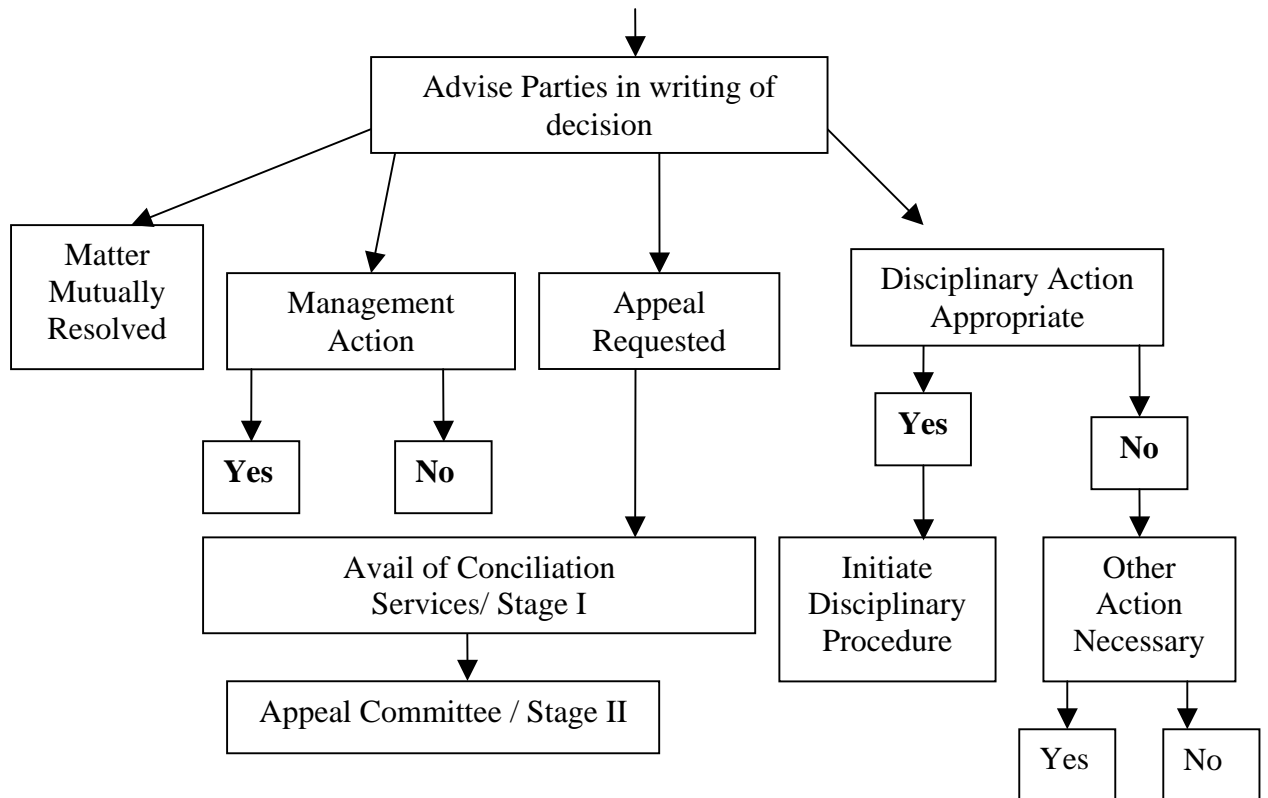 Advise Parties in writing of
decision
Matter
Mutually
Resolved
Management
Action
Appeal
Requested
Disciplinary Action
Appropriate
Yes
No
Yes
No
Avail of Conciliation
Services/ Stage I
Initiate
Disciplinary
Procedure
Other
Action
Necessary
Appeal Committee / Stage II
Yes
No